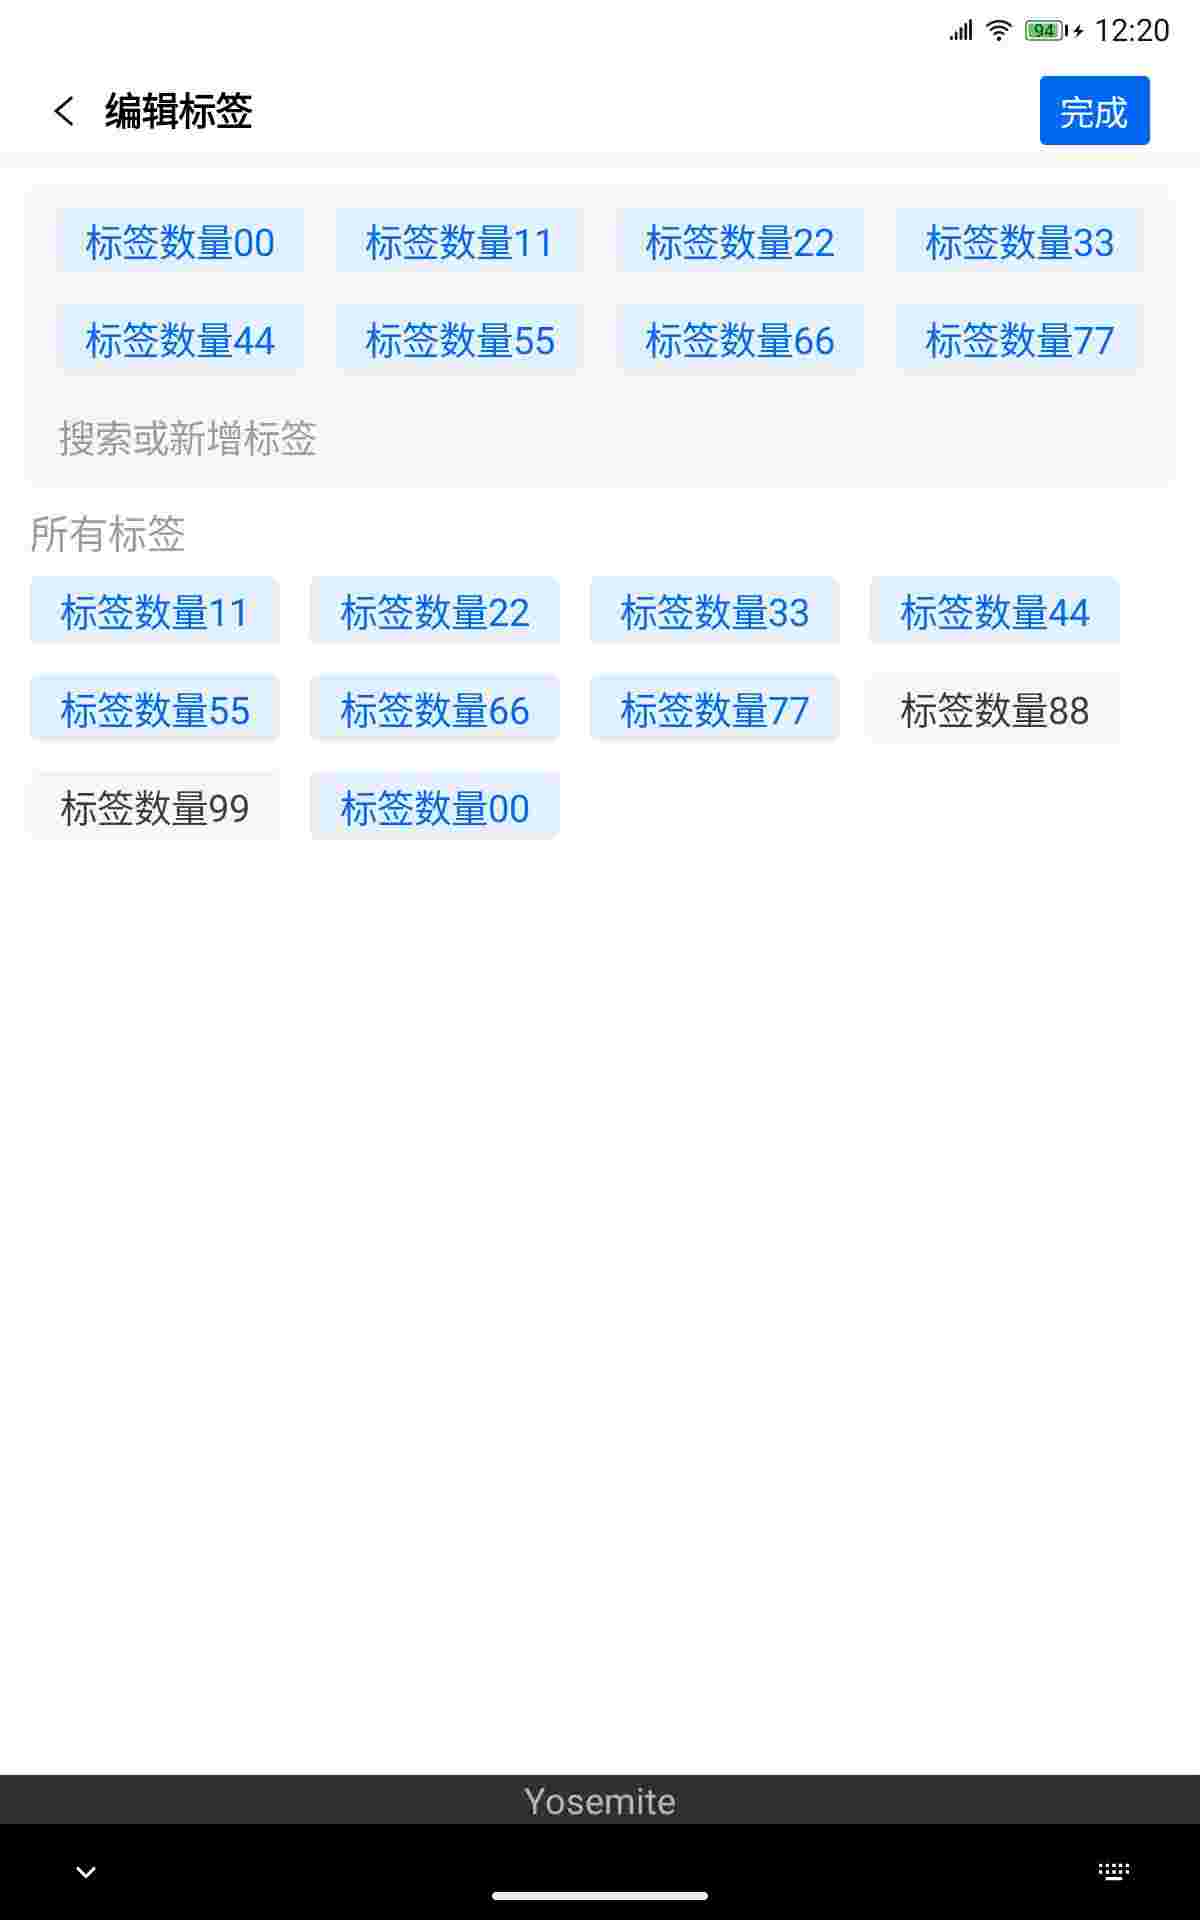 94 12:20
编辑标签 完成
标签数量00 标签数量11 标签数量22 标签数量33
标签数量44 标签数量55 标签数量66 标签数量77
搜索或新增标签
所有标签
标签数量11 标签数量22 标签数量33 标签数量44
标签数量55 标签数量66 标签数量77 标签数量88
标签数量99 标签数量00
Yosemite